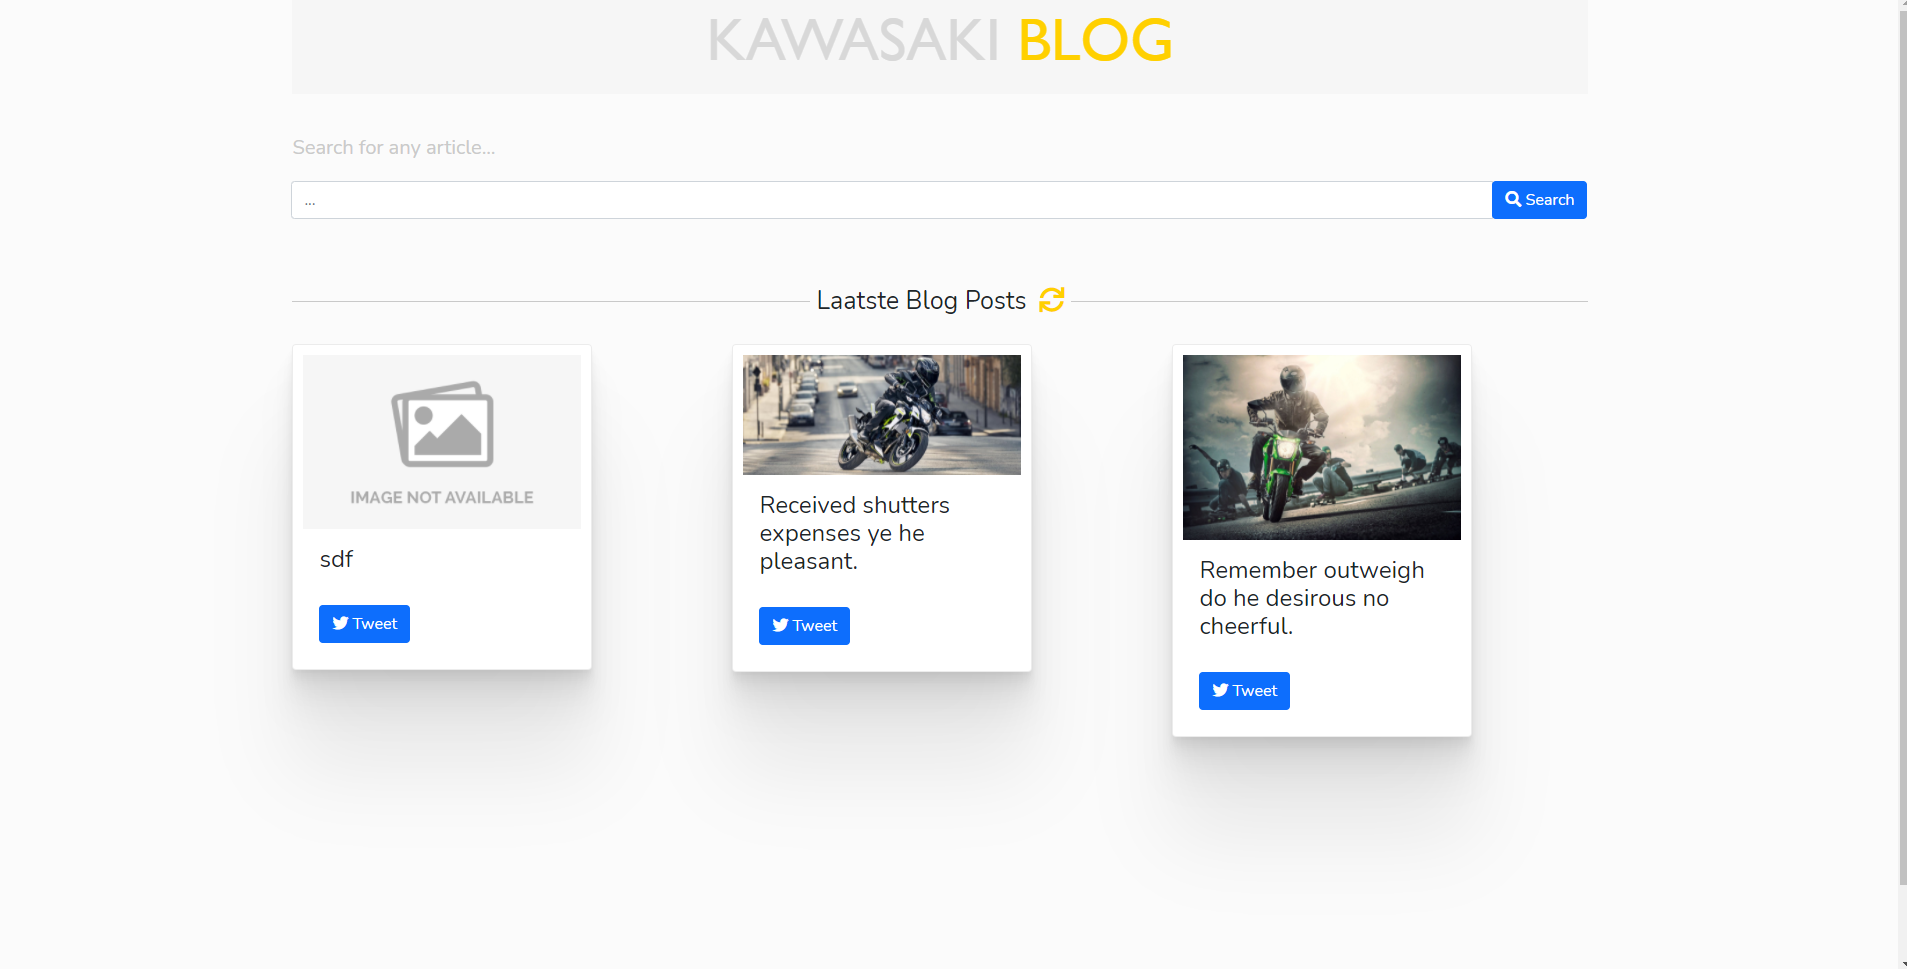 KAWASAKI BLOG
Search for any article...
...
Search
Laatste Blog Posts
IMAGE NOT AVAILABLE
sdf
Tweet
Received shutters
expenses ye he
pleasant.
Tweet
Remember outweigh
do he desirous no
cheerful.
Tweet